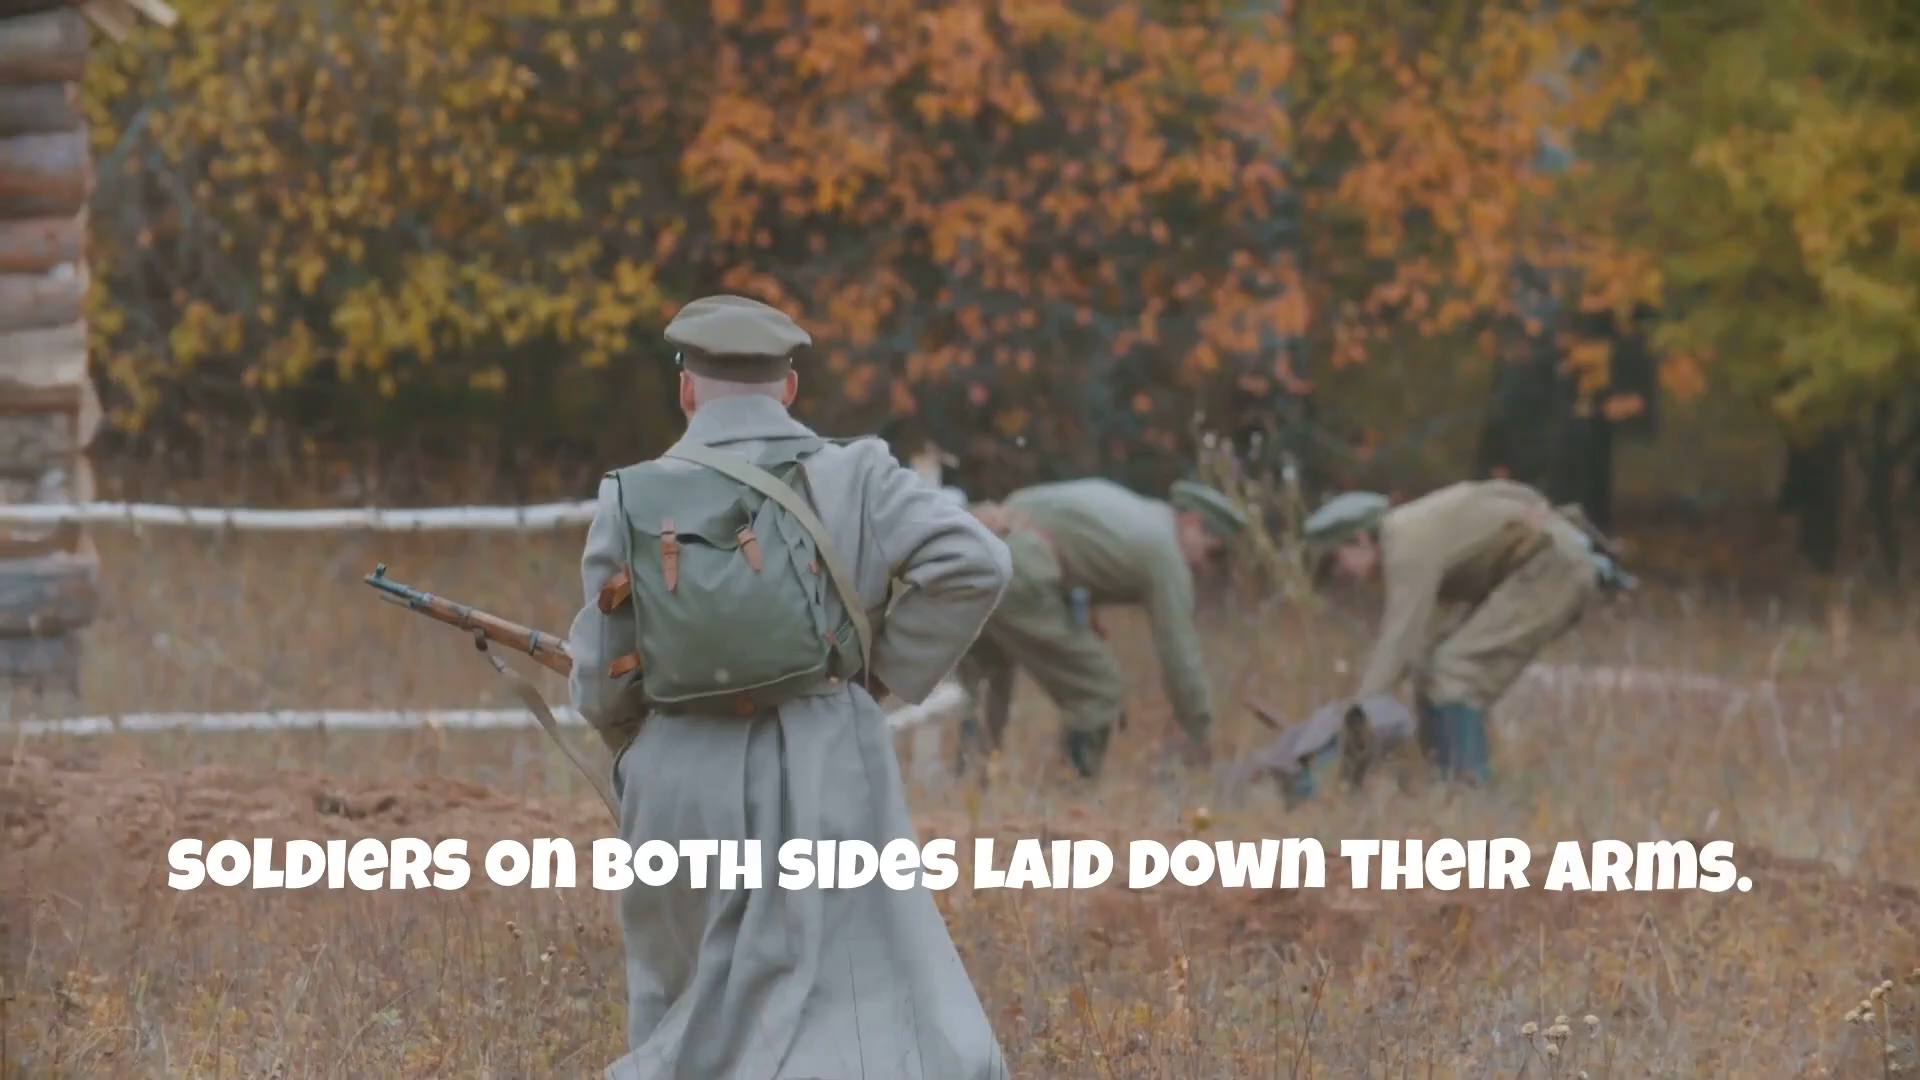 SOLDIERS ON BOTH SIDES LAID DOWN THEIR ARMS.